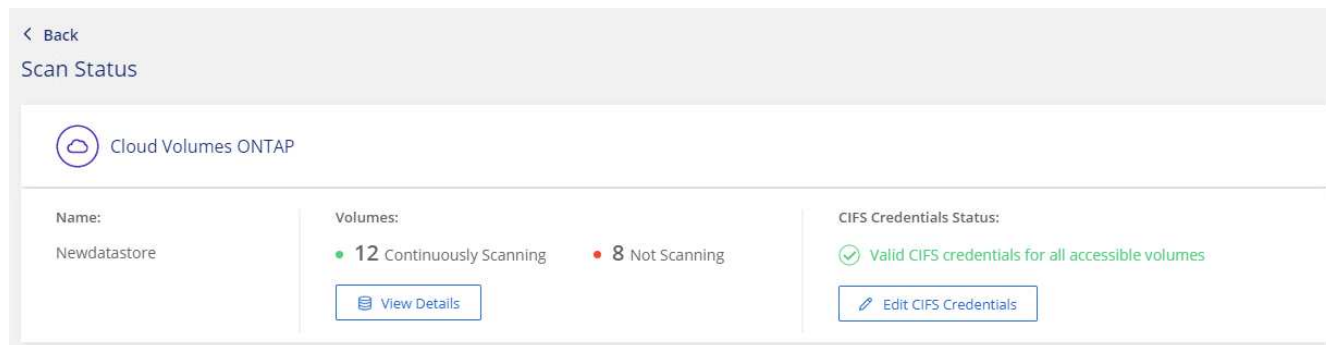 Back
Scan Status
Cloud Volumes ONTAP
Name:
Newdatastore
Volumes:
12 Continuously Scanning
8 Not Scanning
View Details
CIFS Credentials Status:
Valid CIFS credentials for all accessible volumes
Edit CIFS Credentials